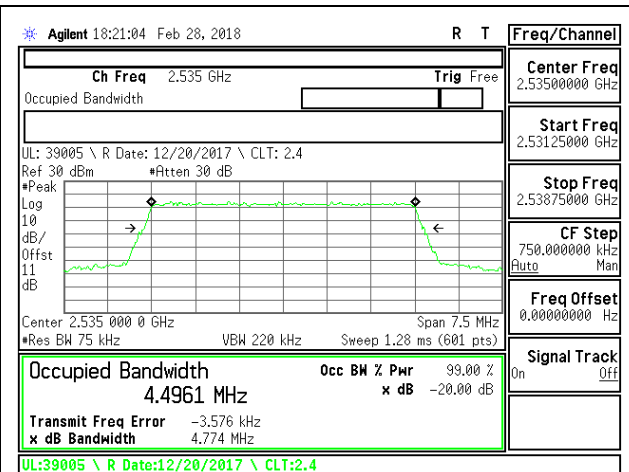 Agilent 18:21:04 Feb 28, 2018 R T
Freq/Channel
Ch Freq 2.535 GHz Trig Free
Occupied Bandwidth
Center Freq
2.53500000 GHz
Start Freq
2.53125000 GHz
Stop Freq
2.53875000 GHz
CF Step
750.000000 kHz
Auto Man
Freq Offset
0.00000000 Hz
Signal Track
On Off
UL: 39005 \ R Date: 12/20/2017 \ CLT: 2.4
Ref 30 dBm #Atten 30 dB
#Peak
Log
10
dB/
Offst
11
dB
Center 2.535 000 0 GHz Span 7.5 MHz
#Res BW 75 kHz VBW 220 kHz Sweep 1.28 ms (601 pts)
Occupied Bandwidth Occ BW % Pwr 99.00 %
4.4961 MHz x dB -20.00 dB
Transmit Freq Error -3.576 kHz
x dB Bandwidth 4.774 MHz
UL:39005 \ R Date:12/20/2017 \ CLT:2.4